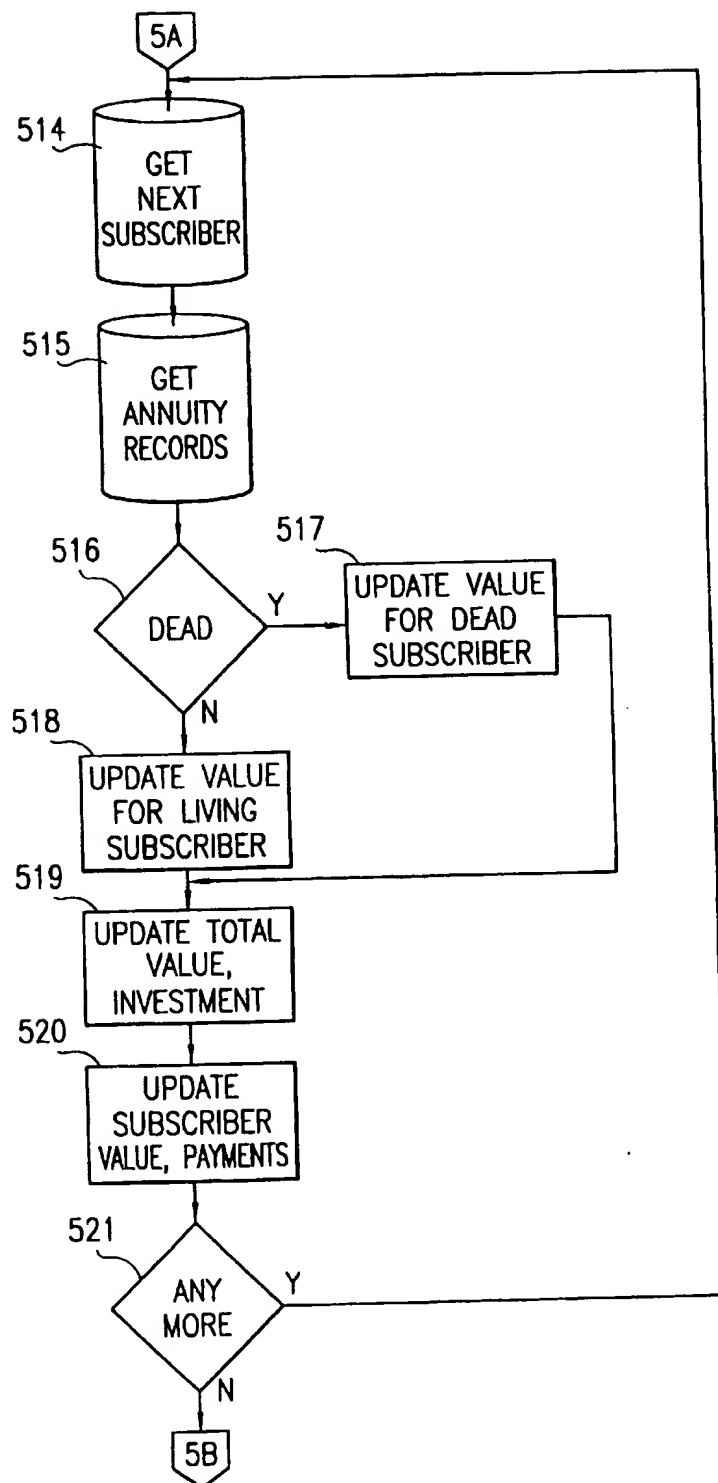 5A
514
GET
NEXT
SUBSCRIBER
515
GET
ANNUITY
RECORDS
516
DEAD
Y
N
517
UPDATE VALUE
FOR DEAD
SUBSCRIBER
518
UPDATE VALUE
FOR LIVING
SUBSCRIBER
519
UPDATE TOTAL
VALUE,
INVESTMENT
520
UPDATE
SUBSCRIBER
VALUE, PAYMENTS
521
ANY
MORE
Y
N
5B